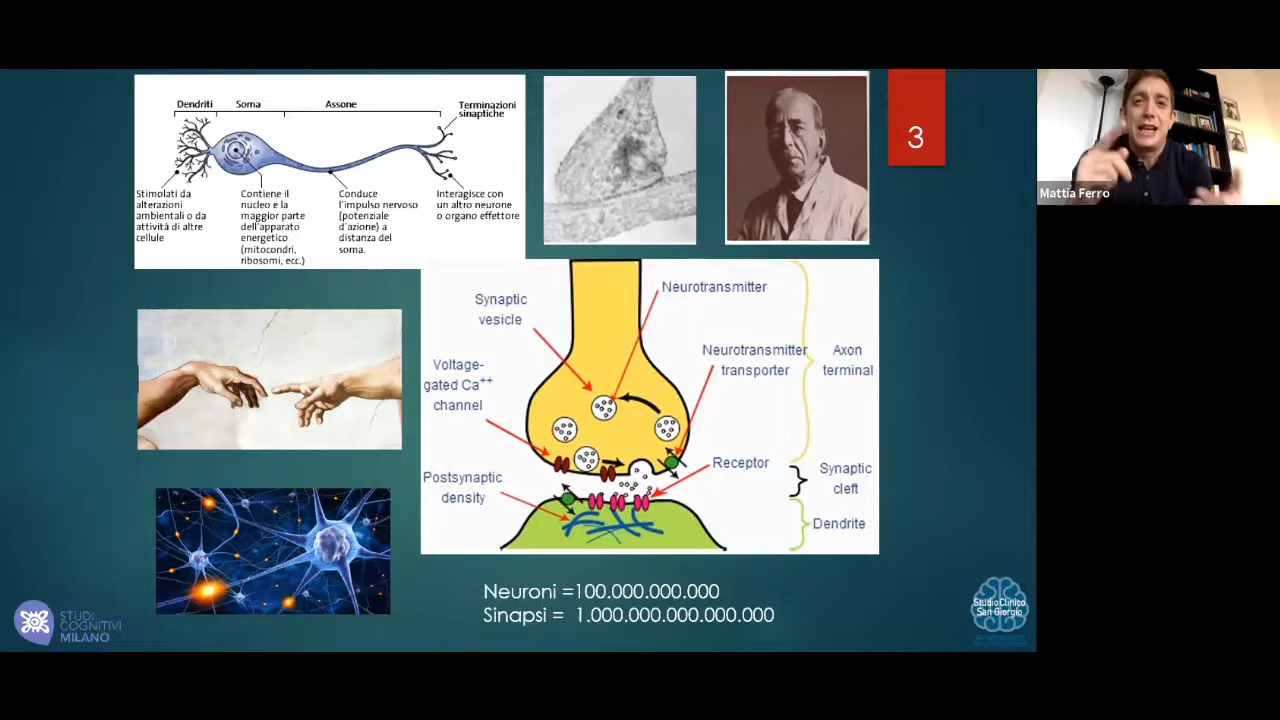 Dendriti Soma Assone Terminazioni
sinaptiche
Stimolati da
alterazioni
ambientali o da
attività di altre
cellule
Contiene il
nucleo e la
maggior parte
dell'apparato
energetico
(mitocondri,
ribosomi, ecc.)
Conduce
l'impulso nervoso
(potenziale
d'azione) a
distanza del
soma.
Interagisce con
un altro neurone
o organo effettore
3
Mattia Ferro
Synaptic
vesicle
Neurotransmitter
Voltage-
gated Ca++
channel
Neurotransmitter
transporter
Axon
terminal
Postsynaptic
density
Receptor
Synaptic
cleft
Dendrite
Neuroni =100.000.000.000
Sinapsi = 1.000.000.000.000.000
STUDI
COGNITIVI
MILANO
Studio Clinico
San Giorgio